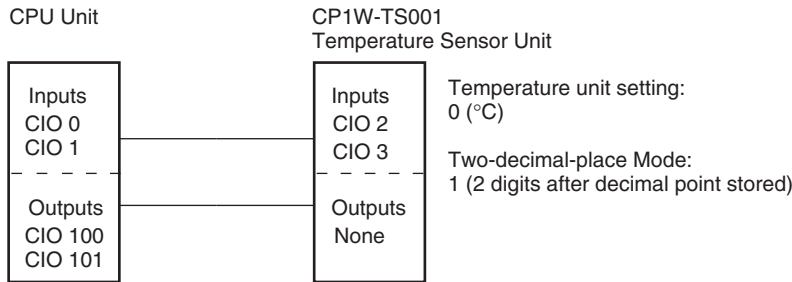 CPU Unit
CP1W-TS001
Temperature Sensor Unit
Inputs
CIO 0
CIO 1
Outputs
CIO 100
CIO 101
Inputs
CIO 2
CIO 3
Outputs
None
Temperature unit setting:
0 (°C)
Two-decimal-place Mode:
1 (2 digits after decimal point stored)